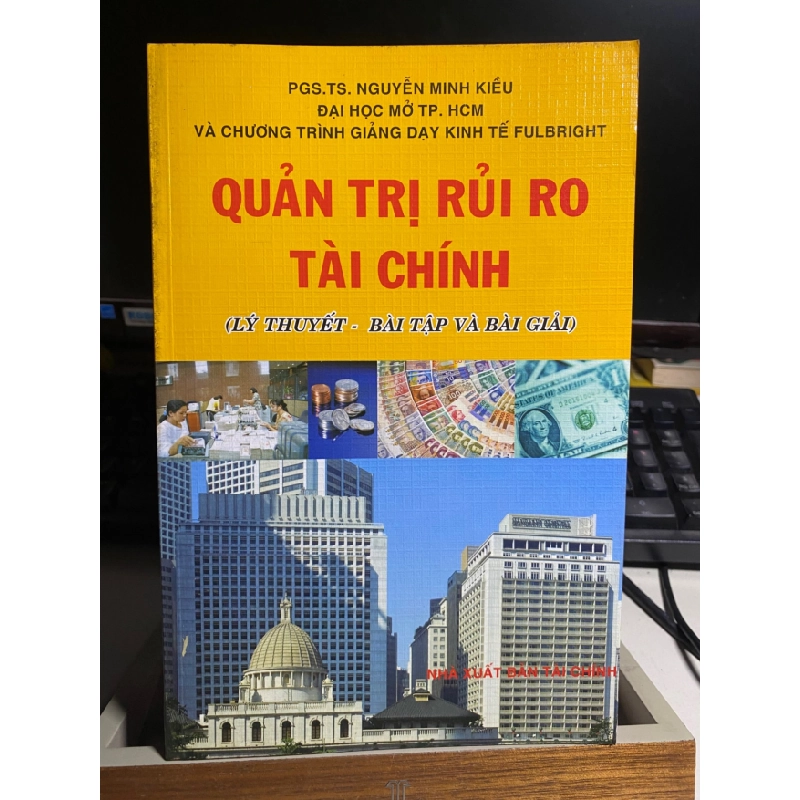 PGS.TS. NGUYỄN MINH KIỀU
ĐẠI HỌC MỞ TP. HCM
VÀ CHƯƠNG TRÌNH GIẢNG DẠY KINH TẾ FULBRIGHT
QUẢN TRỊ RỦI RO
TÀI CHÍNH
(LÝ THUYẾT - BÀI TẬP VÀ BÀI GIẢI)
NHÀ XUẤT BẢN TÀI CHÍNH